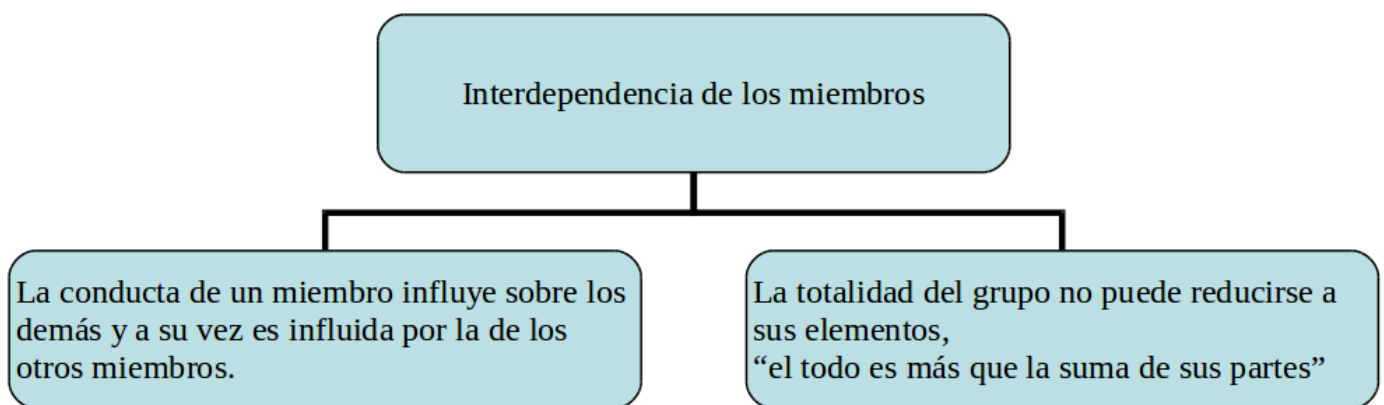 Interdependencia de los miembros
La conducta de un miembro influye sobre los
demás y a su vez es influida por la de los
otros miembros.
La totalidad del grupo no puede reducirse a
sus elementos,
“el todo es más que la suma de sus partes”